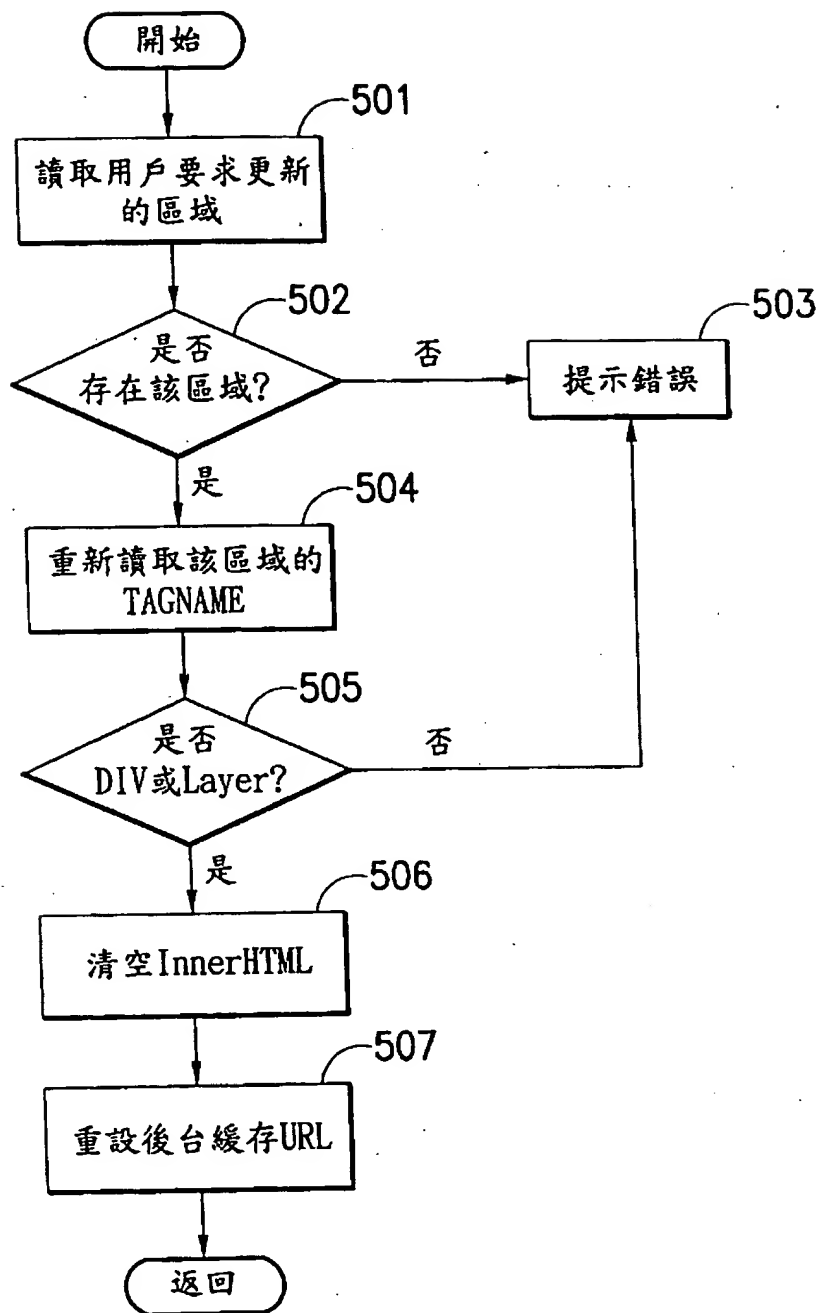 開始
501
讀取用戶要求更新
的區域
502
是否
存在該區域?
否
503
提示錯誤
是
504
重新讀取該區域的
TAGNAME
505
是否
DIV或Layer?
否
是
506
清空InnerHTML
507
重設後台緩存URL
返回